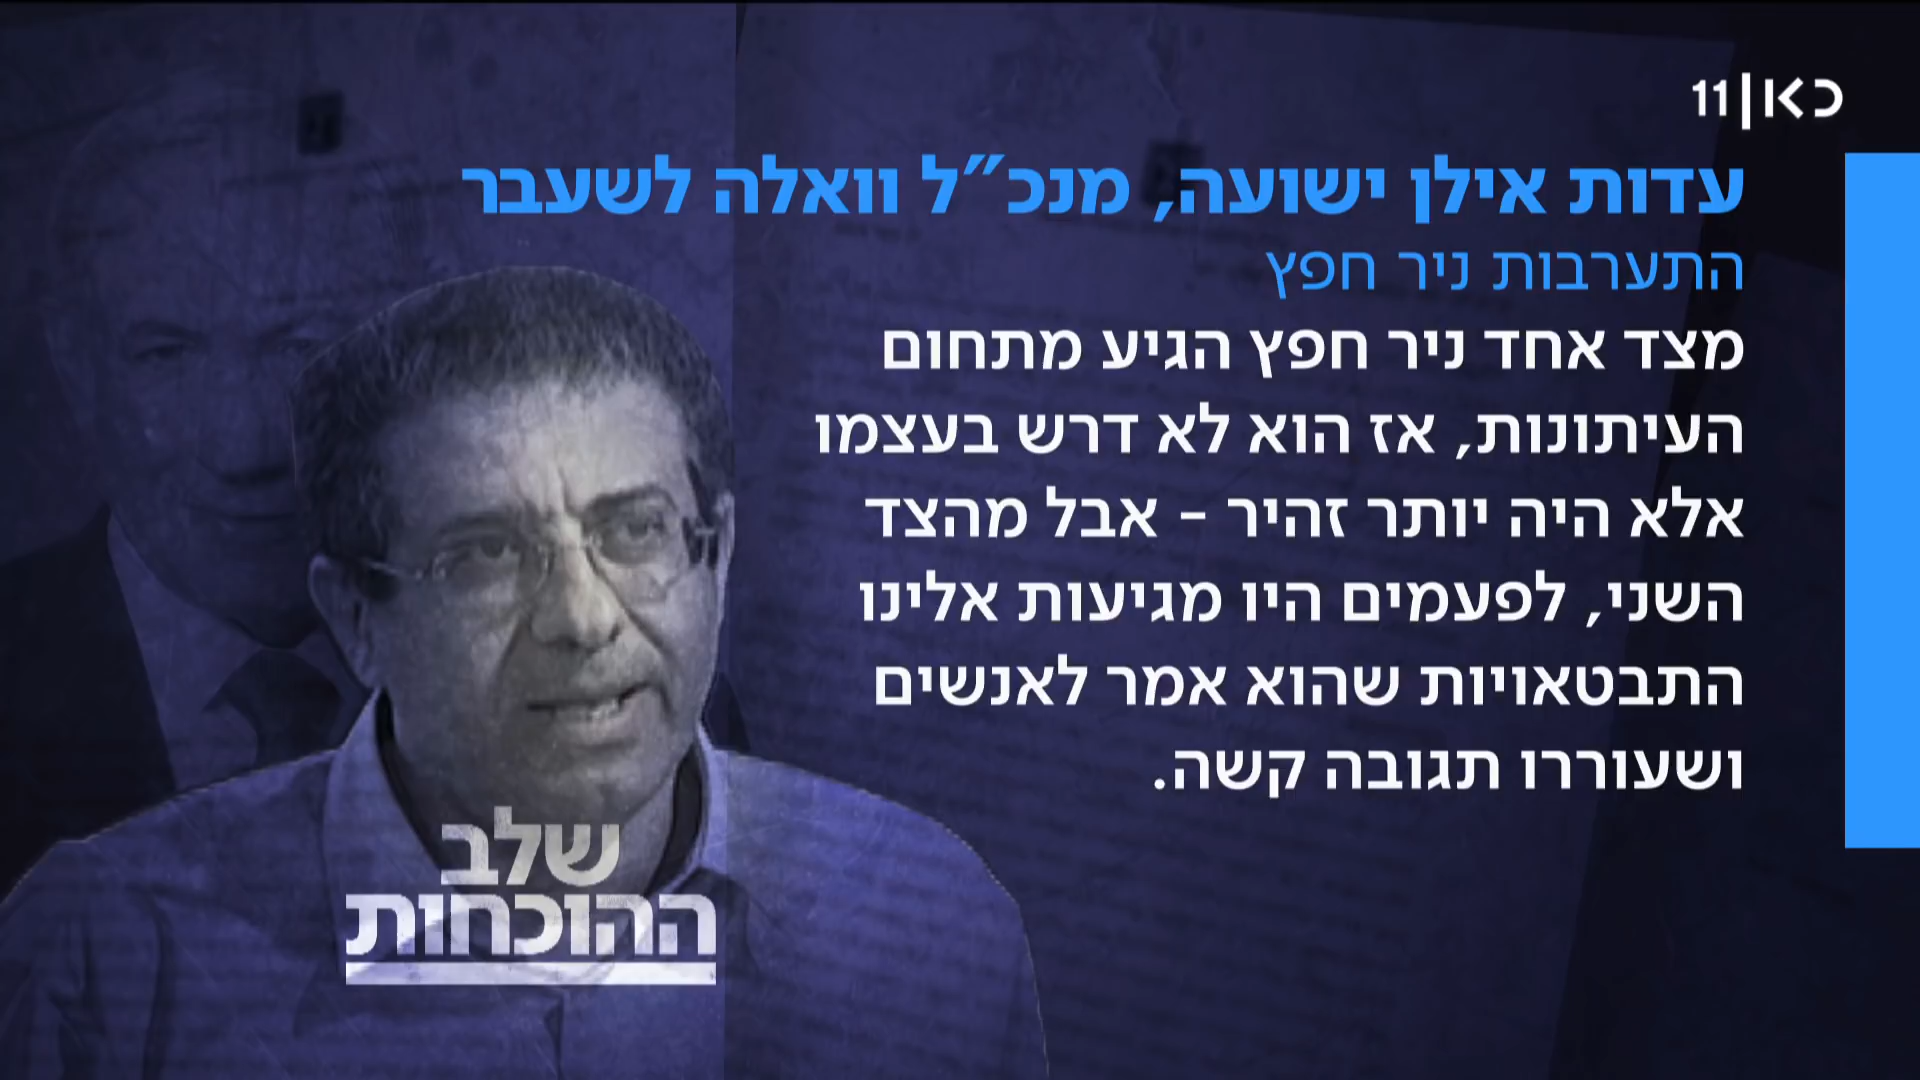 כאן 11
עדות אילן ישועה, מנכ"ל וואלה לשעבר
התערבות ניר חפץ
מצד אחד ניר חפץ הגיע מתחום
העיתונות, אז הוא לא דרש בעצמו
אלא היה יותר זהיר - אבל מהצד
השני, לפעמים היו מגיעות אלינו
התבטאויות שהוא אמר לאנשים
ושעוררו תגובה קשה.
שלב
ההוכחות